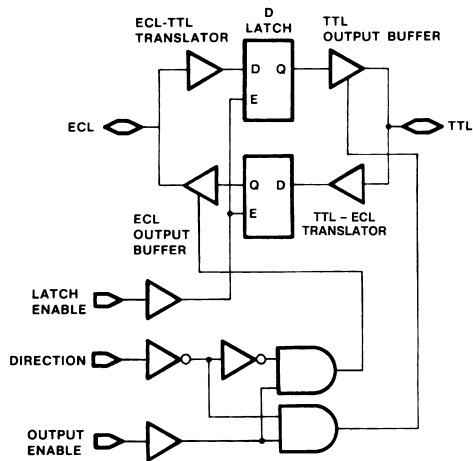 ECL-TTL
TRANSLATOR
D
LATCH
TTL
OUTPUT BUFFER
D Q
E
ECL
TTL
Q D
E
ECL
OUTPUT
BUFFER
TTL – ECL
TRANSLATOR
LATCH
ENABLE
DIRECTION
OUTPUT
ENABLE